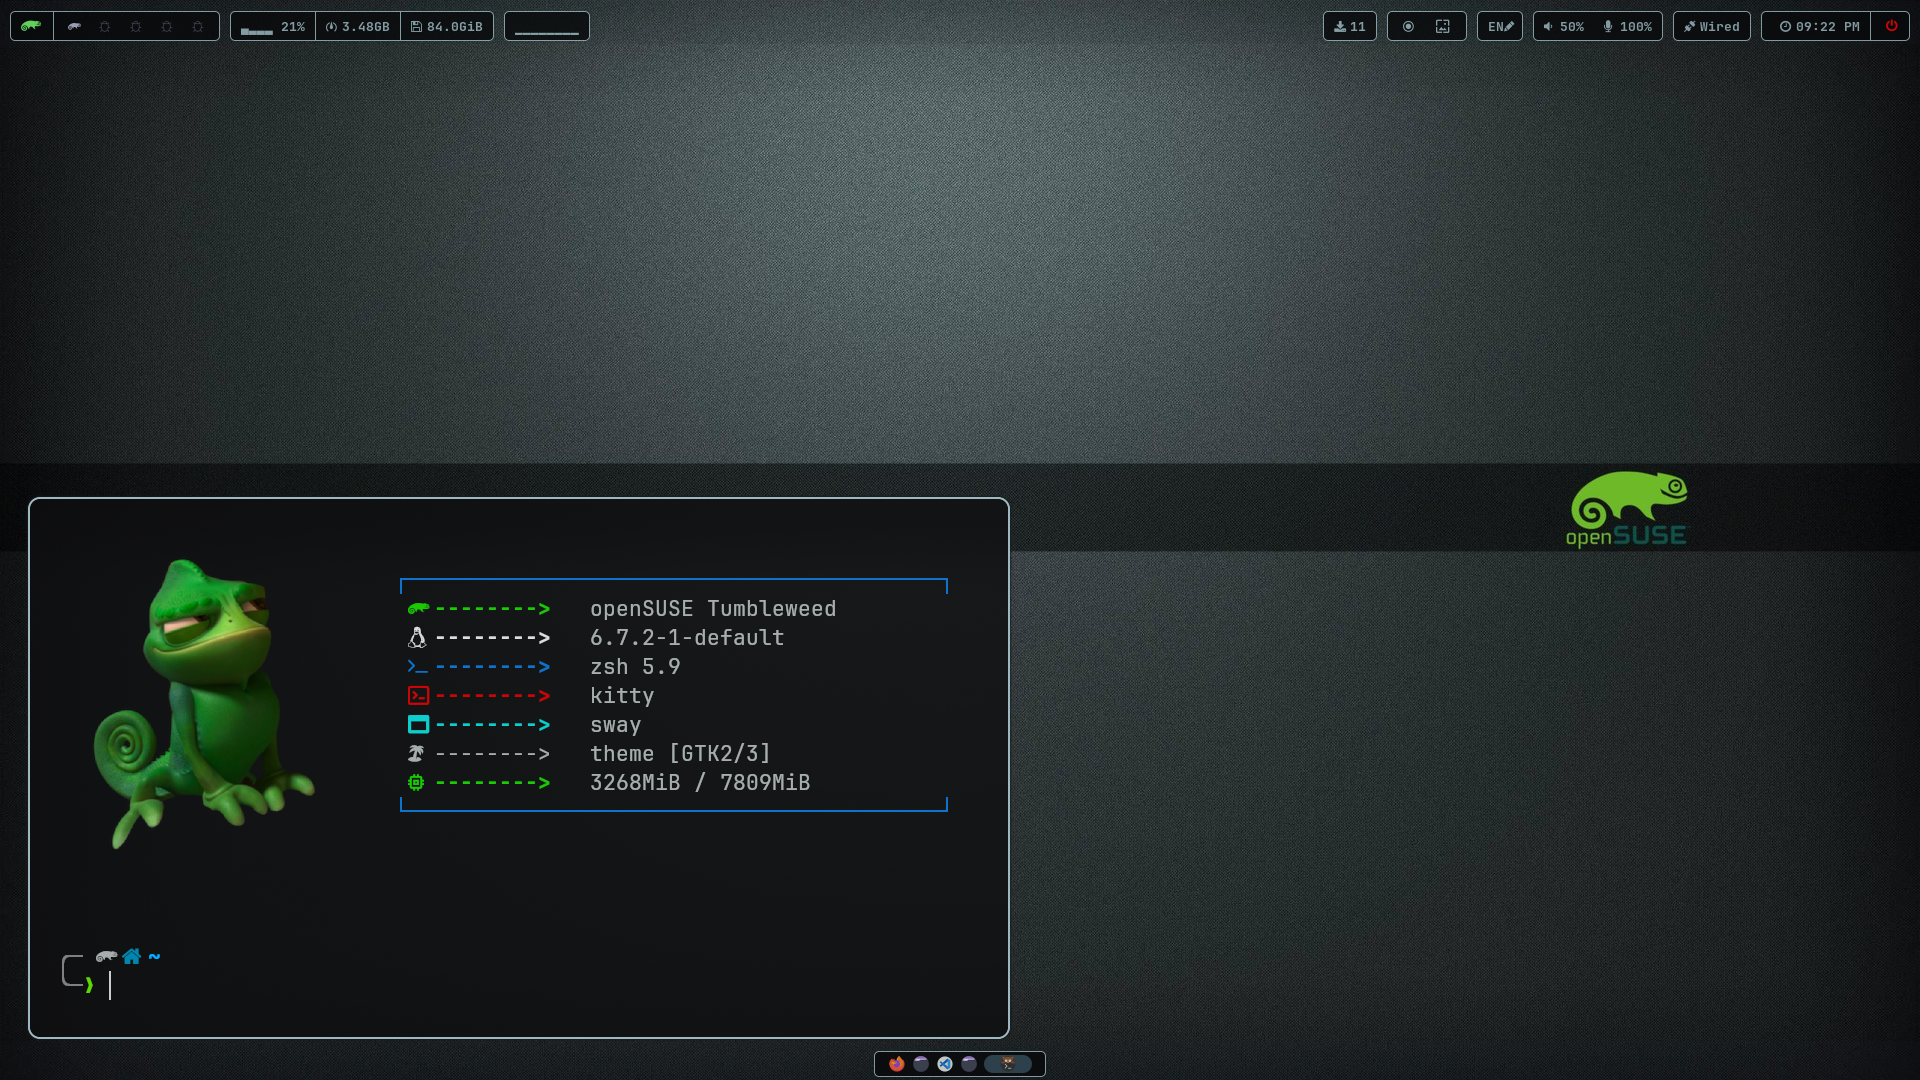 21% 3.48GB 84.0GiB
11 EN 50% 100% Wired 09:22 PM
openSUSE
--------> openSUSE Tumbleweed
--------> 6.7.2-1-default
--------> zsh 5.9
--------> kitty
--------> sway
--------> theme [GTK2/3]
--------> 3268MiB / 7809MiB
~